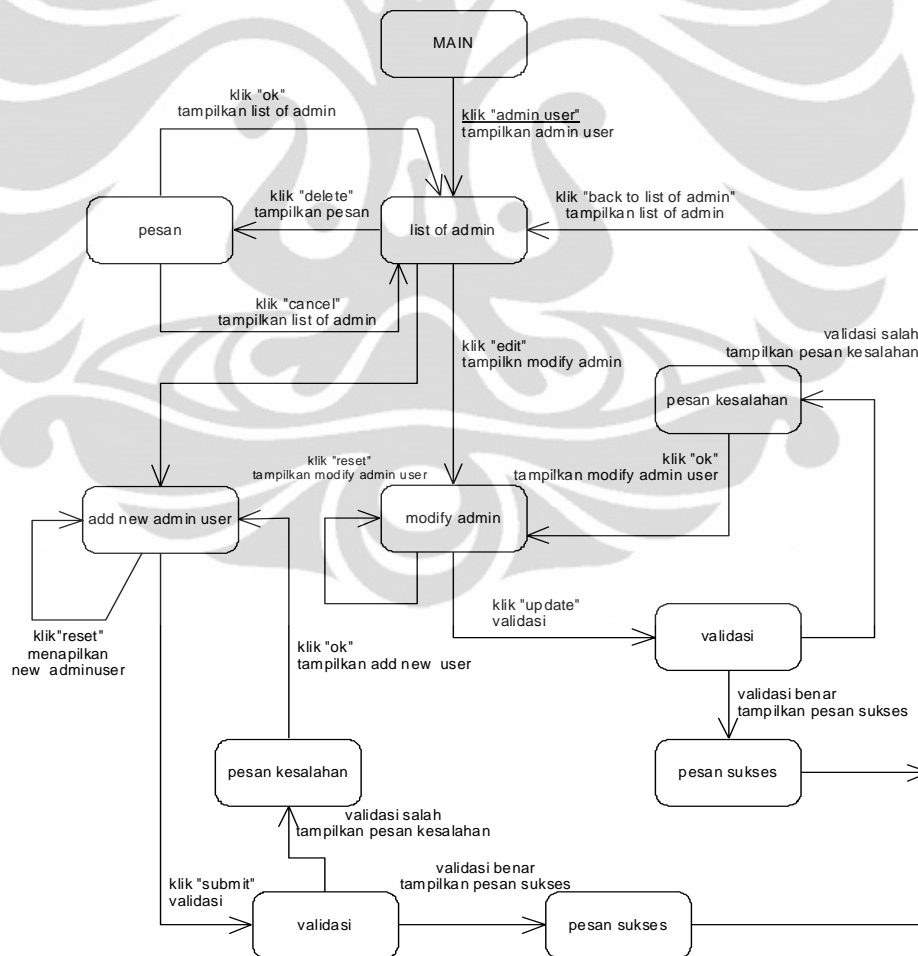 MAIN
klik "ok"
tampilkan list of admin
klik "admin user"
tampilkan admin user
klik "delete"
tampilkan pesan
klik "back to list of admin"
tampilkan list of admin
pesan
list of admin
klik "cancel"
tampilkan list of admin
klik "edit"
tampilkn modify admin
validasi salah
tampilkan pesan kesalahan
pesan kesalahan
klik "reset"
tampilkan modify admin user
klik "ok"
tampilkan modify admin user
add new admin user
modify admin
klik "update"
validasi
validasi
klik"reset"
menapilkan
new adminuser
klik "ok"
tampilkan add new user
validasi benar
tampilkan pesan sukses
pesan kesalahan
pesan sukses
validasi salah
tampilkan pesan kesalahan
klik "submit"
validasi
validasi benar
tampilkan pesan sukses
validasi
pesan sukses